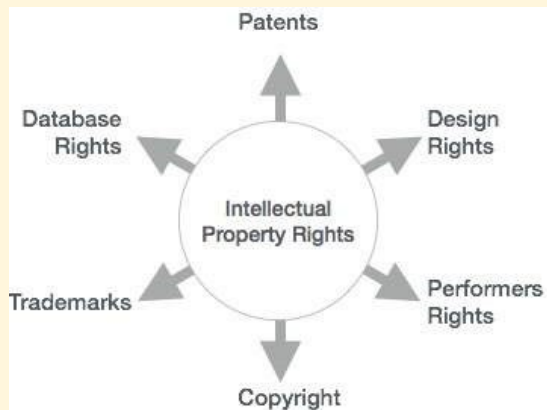 Patents
Database
Rights
Design
Rights
Intellectual
Property Rights
Trademarks
Performers
Rights
Copyright